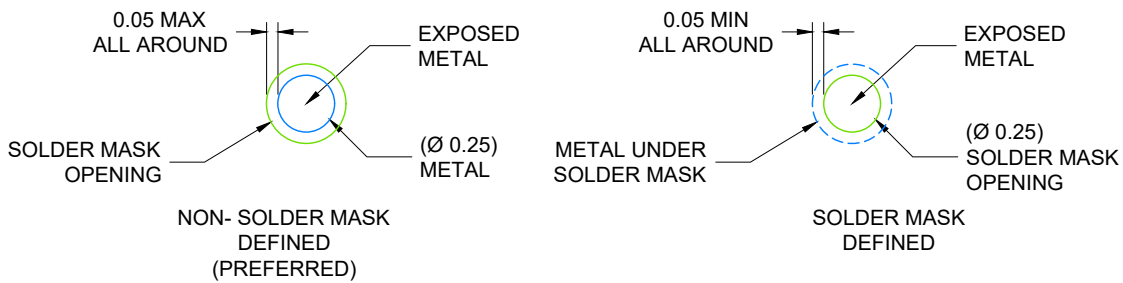 0.05 MAX
ALL AROUND
EXPOSED
METAL
SOLDER MASK
OPENING
(Ø 0.25)
METAL
NON- SOLDER MASK
DEFINED
(PREFERRED)
0.05 MIN
ALL AROUND
EXPOSED
METAL
METAL UNDER
SOLDER MASK
(Ø 0.25)
SOLDER MASK
OPENING
SOLDER MASK
DEFINED